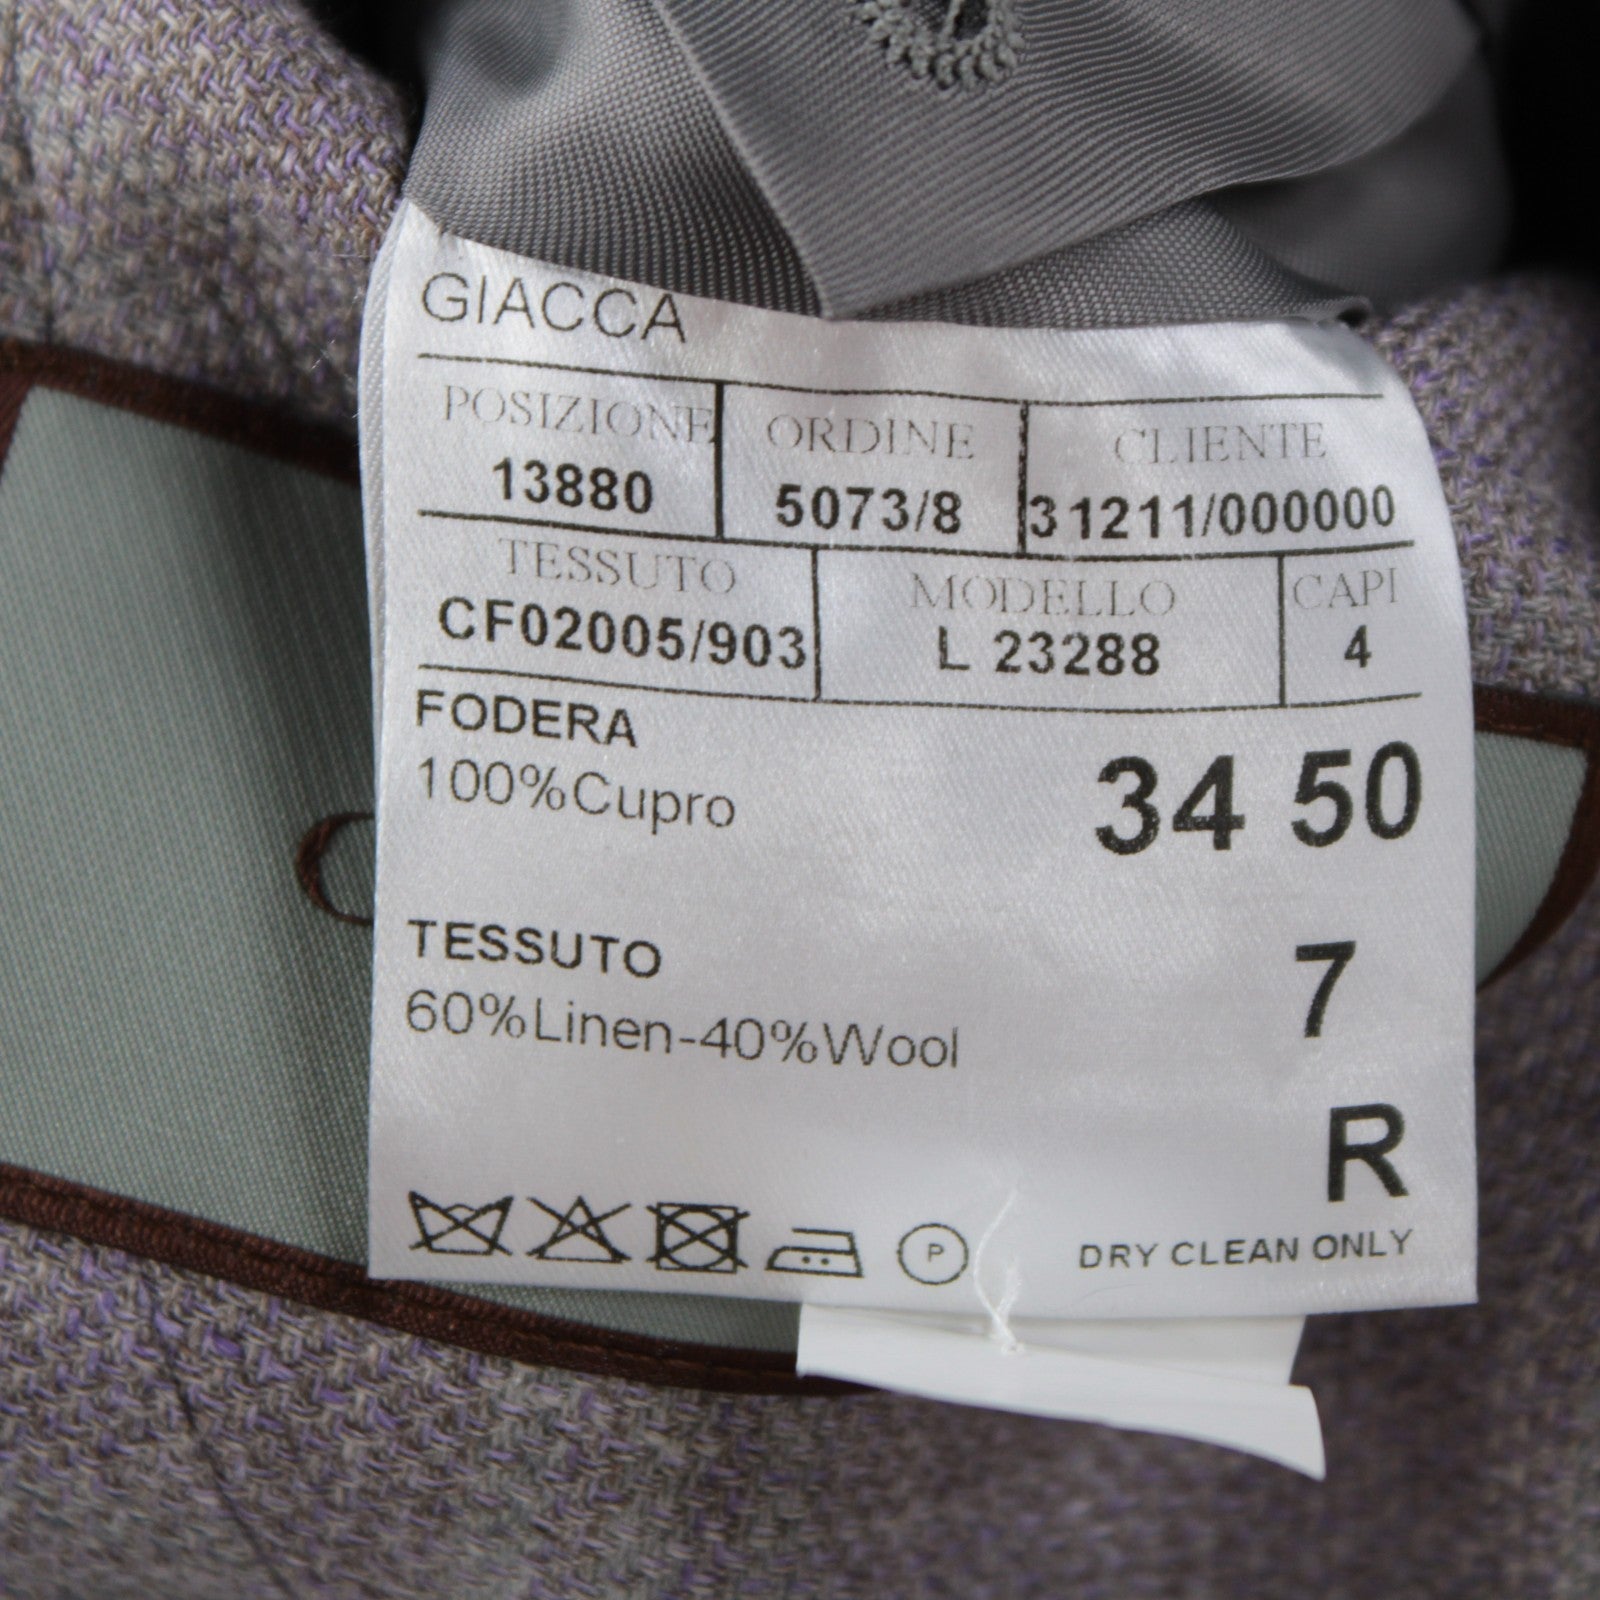 GIACCA
POSIZIONE ORDINE CLIENTE
13880 5073/8 31211/000000
TESSUTO MODELLO CAPI
CF02005/903 L 23288 4
FODERA
100%Cupro
34 50
TESSUTO
60%Linen-40%Wool
7
R
P
DRY CLEAN ONLY